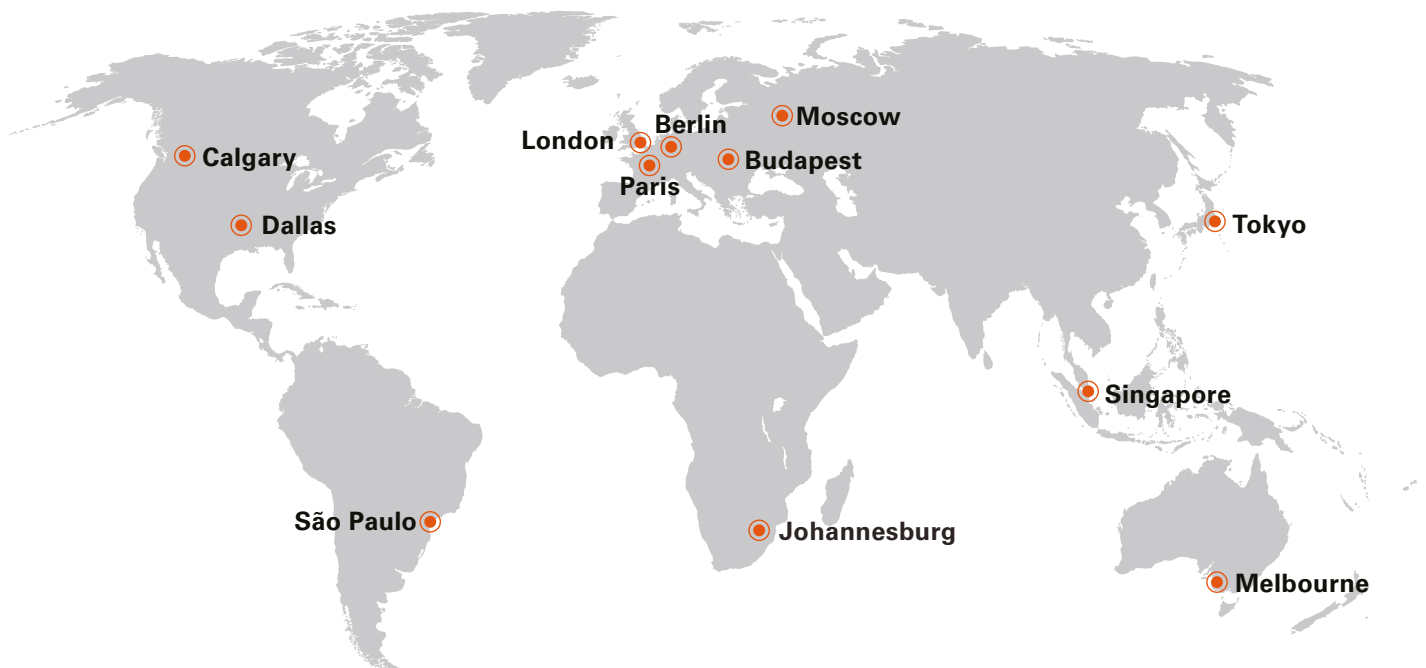 Moscow
Berlin
London
Calgary
Budapest
Paris
Dallas
Tokyo
Singapore
São Paulo
Johannesburg
Melbourne